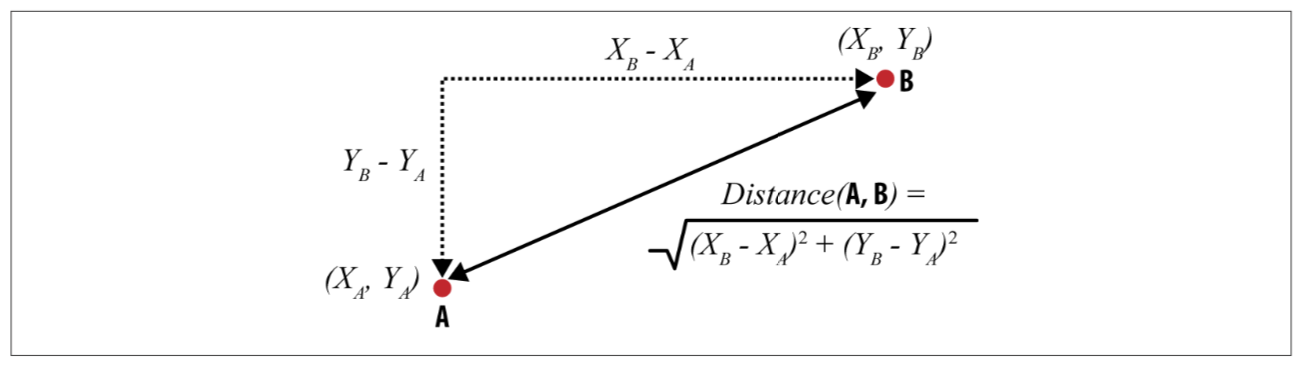 (X_B, Y_B)
X_B - X_A
B
Y_B - Y_A
Distance(A, B) =
√(X_B - X_A)² + (Y_B - Y_A)²
(X_A, Y_A)
A